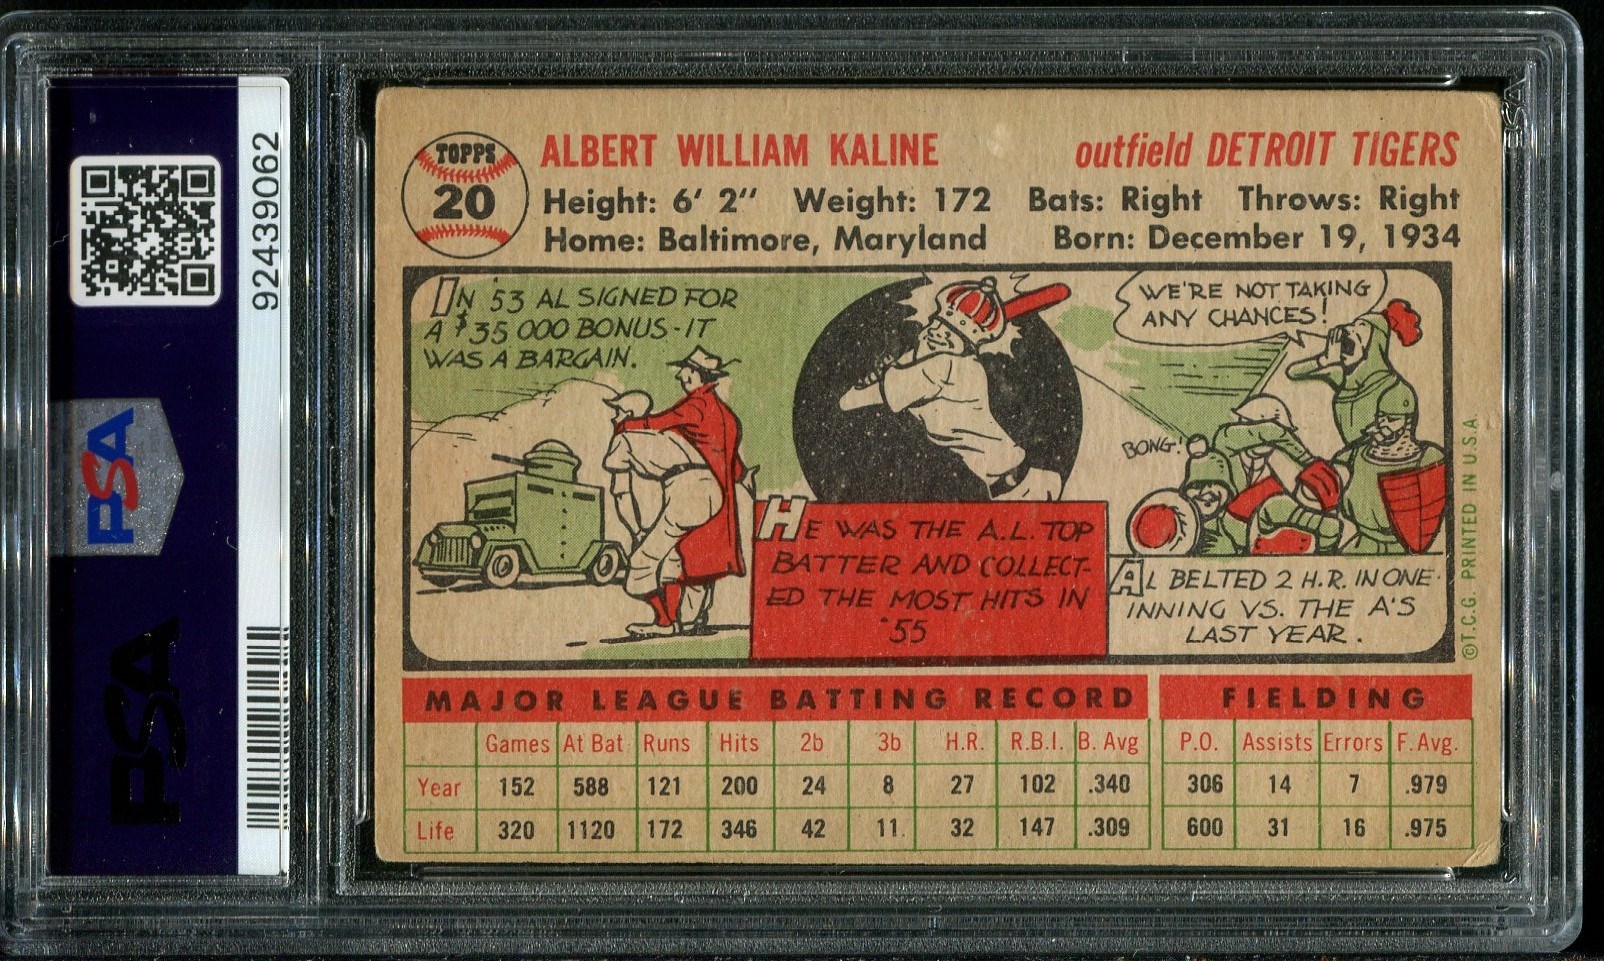 92439062
PSA
PSA
PSA
TOPPS
20
ALBERT WILLIAM KALINE
outfield DETROIT TIGERS
Height: 6' 2" Weight: 172 Bats: Right Throws: Right
Home: Baltimore, Maryland Born: December 19, 1934
IN '53 AL SIGNED FOR
A $35 000 BONUS - IT
WAS A BARGAIN.
HE WAS THE A.L. TOP
BATTER AND COLLECT-
ED THE MOST HITS IN
'55
WE'RE NOT TAKING
ANY CHANCES!
BONG!
AL BELTED 2 H.R. IN ONE
INNING VS. THE A'S
LAST YEAR.
©T.C.G. PRINTED IN U.S.A.
MAJOR LEAGUE BATTING RECORD FIELDING
Games At Bat Runs Hits 2b 3b H.R. R.B.I. B. Avg P.O. Assists Errors F. Avg.
Year 152 588 121 200 24 8 27 102 .340 306 14 7 .979
Life 320 1120 172 346 42 11 32 147 .309 600 31 16 .975